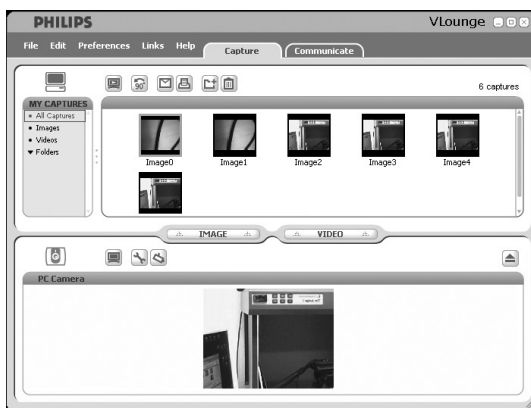 PHILIPS
VLounge
File Edit Preferences Links Help Capture Communicate
90°
6 captures
MY CAPTURES
All Captures
Images
Videos
Folders
Image0 Image1 Image2 Image3 Image4
IMAGE VIDEO
PC Camera